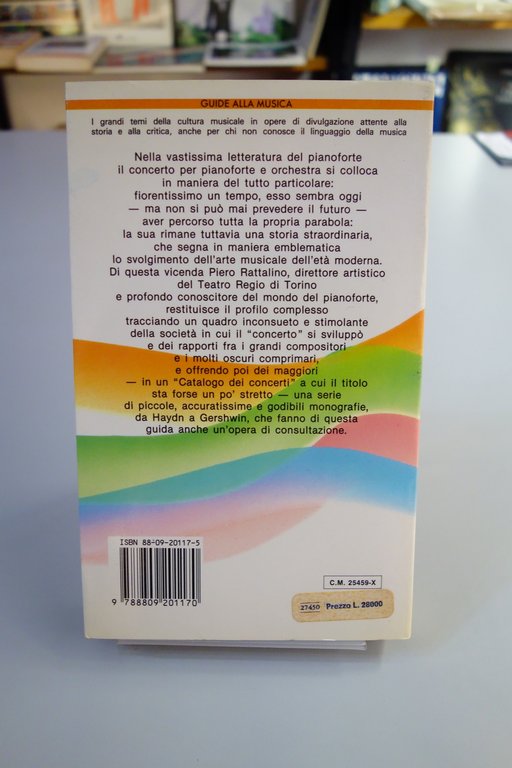 GUIDE ALLA MUSICA
I grandi temi della cultura musicale in opere di divulgazione attente alla
storia e alla critica, anche per chi non conosce il linguaggio della musica
Nella vastissima letteratura del pianoforte
il concerto per pianoforte e orchestra si colloca
in maniera del tutto particolare:
fiorentissimo un tempo, esso sembra oggi
— ma non si può mai prevedere il futuro —
aver percorso tutta la propria parabola:
la sua rimane tuttavia una storia straordinaria,
che segna in maniera emblematica
lo svolgimento dell'arte musicale dell'età moderna.
Di questa vicenda Piero Rattalino, direttore artistico
del Teatro Regio di Torino
e profondo conoscitore del mondo del pianoforte,
restituisce il profilo complesso
tracciando un quadro inconsueto e stimolante
della società in cui il "concerto" si sviluppò
e dei rapporti fra i grandi compositori
e i molti oscuri comprimari,
e offrendo poi dei maggiori
— in un "Catalogo dei concerti" a cui il titolo
sta forse un po' stretto — una serie
di piccole, accuratissime e godibili monografie,
da Haydn a Gershwin, che fanno di questa
guida anche un'opera di consultazione.
ISBN 88-09-20117-5
9 788809 201170
C.M. 25459-X
27450 Prezzo L. 28000